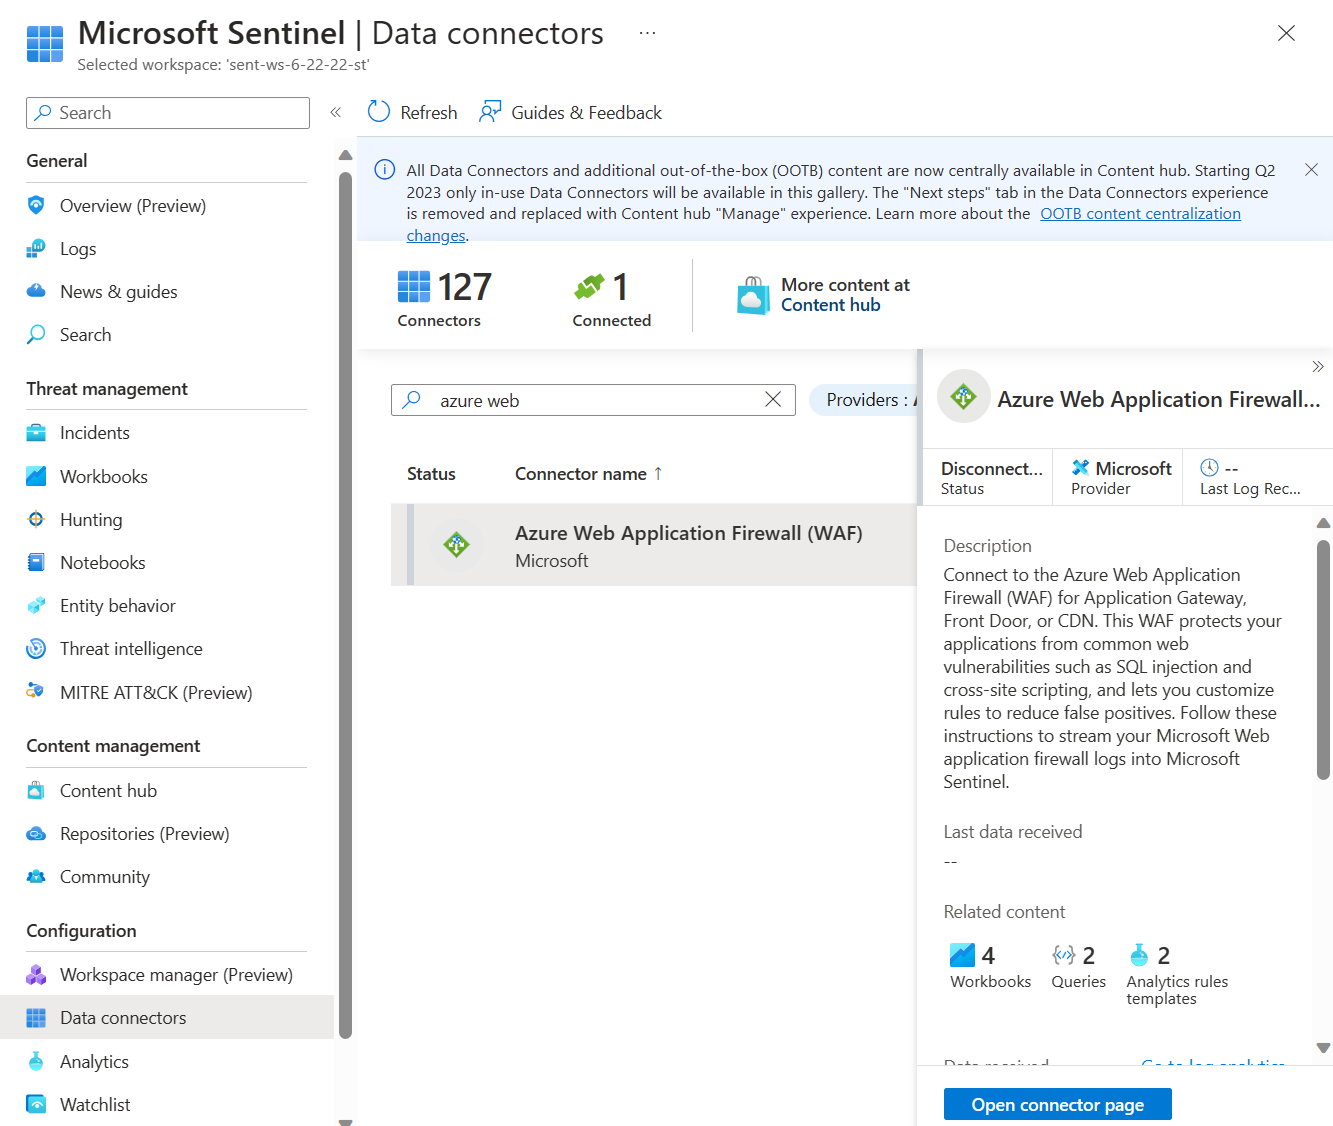 Microsoft Sentinel | Data connectors ...
Selected workspace: 'sent-ws-6-22-22-st'
Search
«
Refresh
Guides & Feedback
General
Overview (Preview)
Logs
News & guides
Search
Threat management
Incidents
Workbooks
Hunting
Notebooks
Entity behavior
Threat intelligence
MITRE ATT&CK (Preview)
Content management
Content hub
Repositories (Preview)
Community
Configuration
Workspace manager (Preview)
Data connectors
Analytics
Watchlist
All Data Connectors and additional out-of-the-box (OOTB) content are now centrally available in Content hub. Starting Q2
2023 only in-use Data Connectors will be available in this gallery. The "Next steps" tab in the Data Connectors experience
is removed and replaced with Content hub "Manage" experience. Learn more about the OOTB content centralization
changes.
127
Connectors
1
Connected
More content at
Content hub
azure web
Providers :
Status
Connector name ↑
Azure Web Application Firewall (WAF)
Microsoft
»
Azure Web Application Firewall...
Disconnect...
Status
Microsoft
Provider
--
Last Log Rec...
Description
Connect to the Azure Web Application
Firewall (WAF) for Application Gateway,
Front Door, or CDN. This WAF protects your
applications from common web
vulnerabilities such as SQL injection and
cross-site scripting, and lets you customize
rules to reduce false positives. Follow these
instructions to stream your Microsoft Web
application firewall logs into Microsoft
Sentinel.
Last data received
--
Related content
4
Workbooks
2
Queries
2
Analytics rules
templates
Data received
Go to log analytics
Open connector page